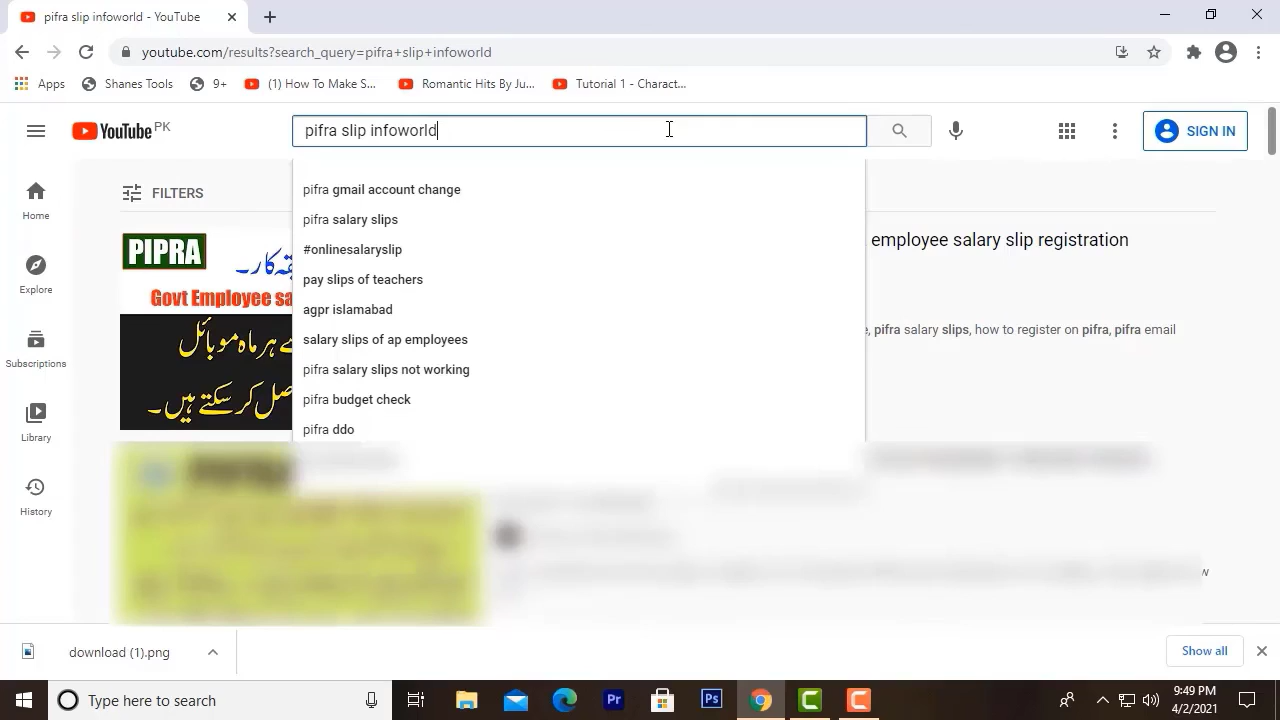 pifra slip infoworld - YouTube
youtube.com/results?search_query=pifra+slip+infoworld
Apps
Shanes Tools
9+
(1) How To Make S...
Romantic Hits By Ju...
Tutorial 1 - Charact...
YouTube PK
pifra slip infoworld
SIGN IN
Home
Explore
Subscriptions
Library
History
FILTERS
PIPRA
Govt Employee sa
pifra gmail account change
pifra salary slips
#onlinesalaryslip
pay slips of teachers
agpr islamabad
salary slips of ap employees
pifra salary slips not working
pifra budget check
pifra ddo
employee salary slip registration
, pifra salary slips, how to register on pifra, pifra email
download (1).png
Show all
Type here to search
Pr
Ps
9:49 PM
4/2/2021